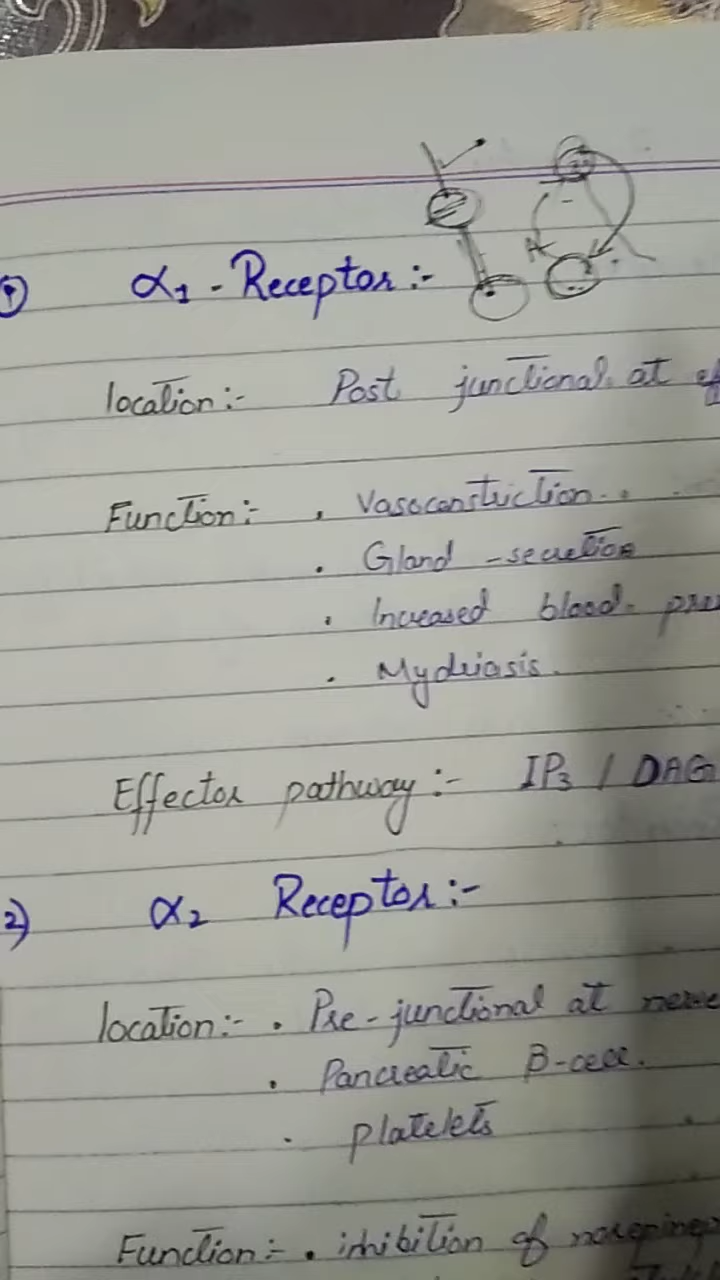 1) α1 - Receptor :-
location :- Post junctional at
Function :- . Vasoconstriction .
. Gland - secretion
. Increased blood
. Mydriasis .
Effector pathway :- IP3 / DAG
2) α2 Receptor :-
location :- . Pre - junctional at nerve
. Pancreatic β-cell .
. Platelets
Function :- . inhibition of